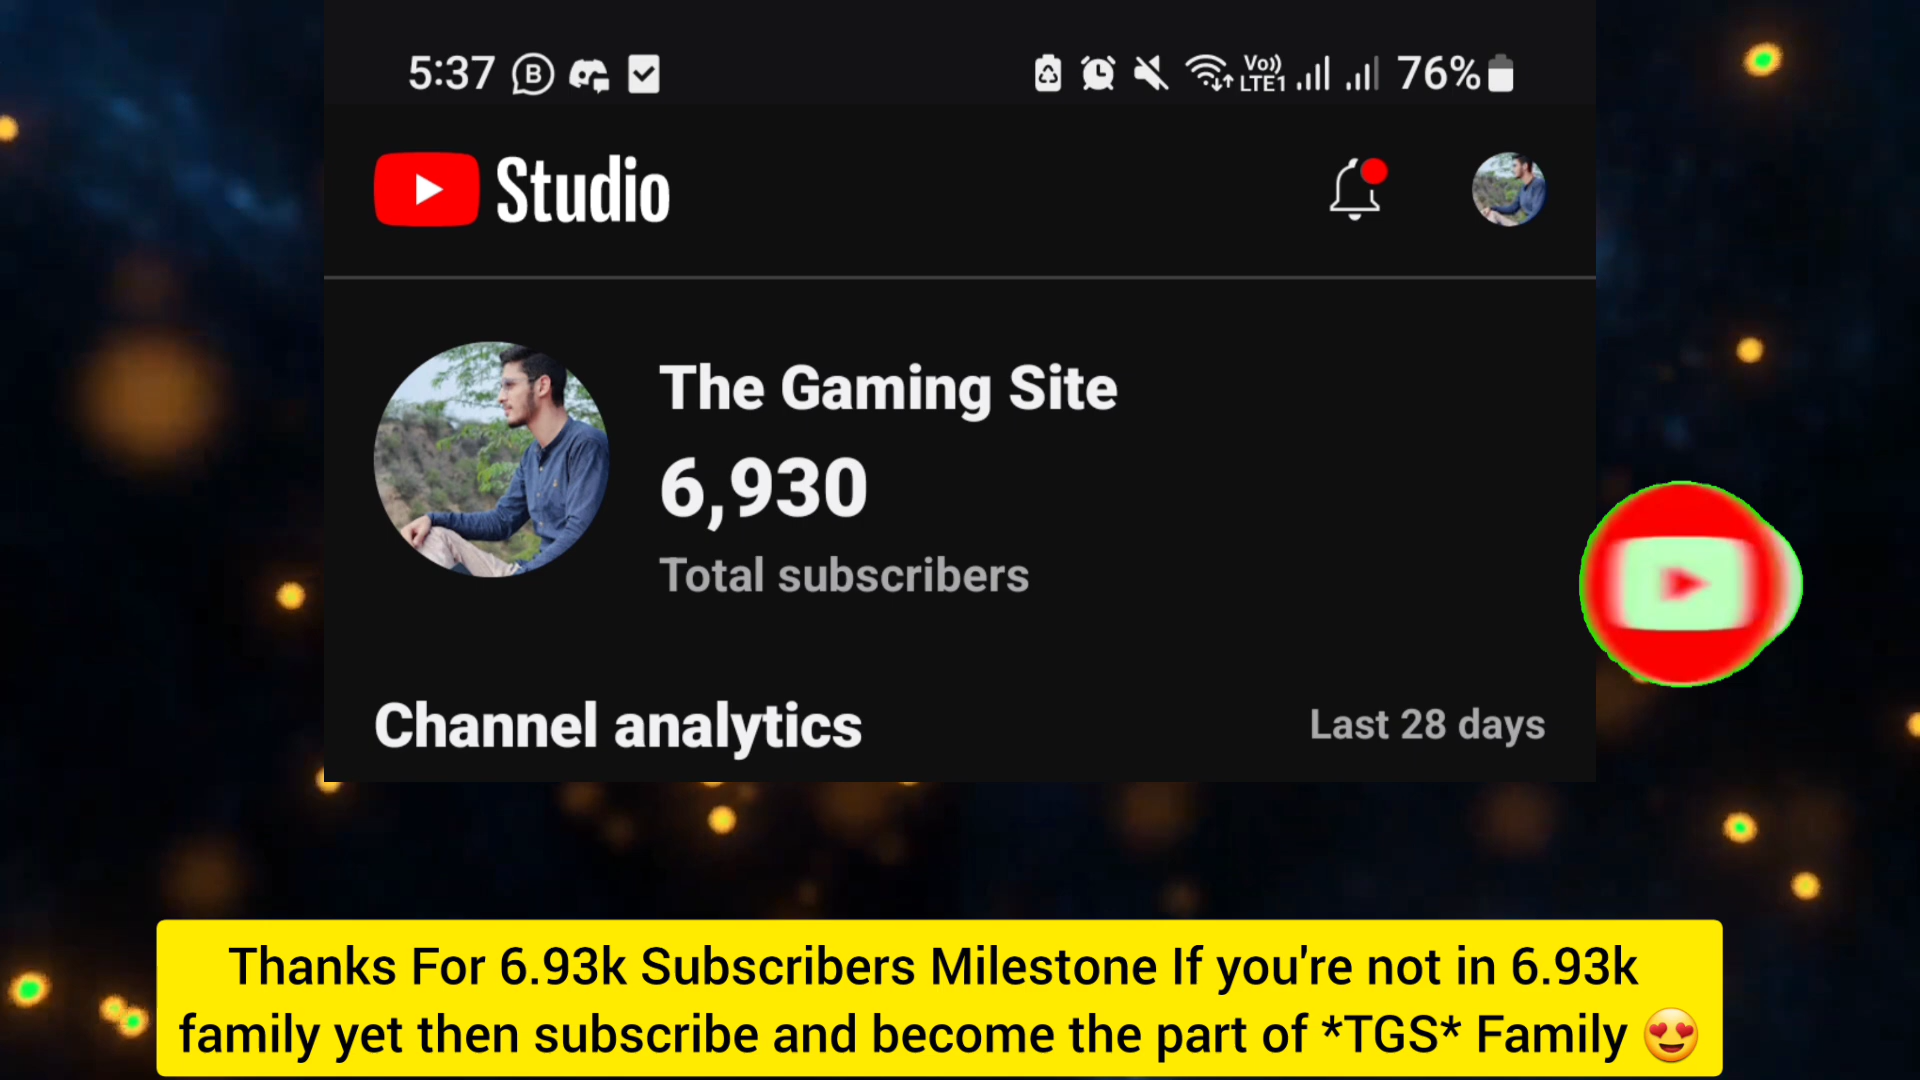 5:37 B Vo)) LTE1 76%
Studio
The Gaming Site
6,930
Total subscribers
Channel analytics Last 28 days
Thanks For 6.93k Subscribers Milestone If you're not in 6.93k
family yet then subscribe and become the part of *TGS* Family 😍